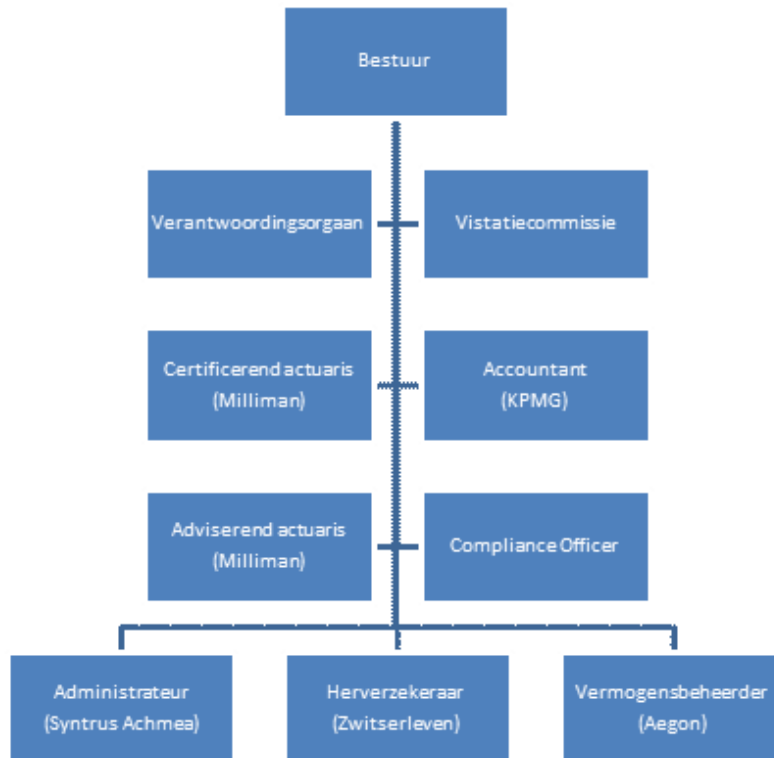 Bestuur
Verantwoordingsorgaan
Vistatiecommissie
Certificerend actuaris
(Milliman)
Accountant
(KPMG)
Adviserend actuaris
(Milliman)
Compliance Officer
Administrateur
(Syntrus Achmea)
Herverzekeraar
(Zwitserleven)
Vermogensbeheerder
(Aegon)